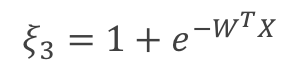 ξ₃ = 1 + e^{-W^T X}